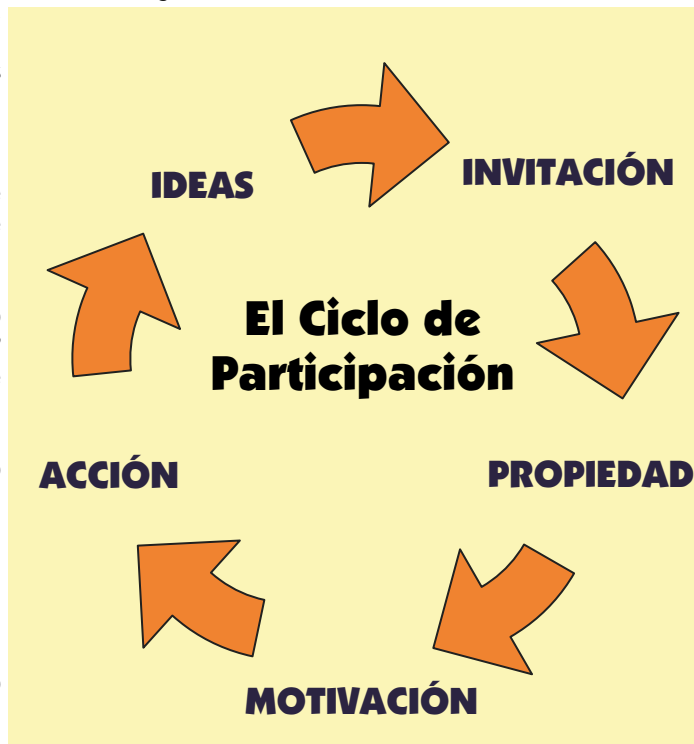 IDEAS
INVITACIÓN
El Ciclo de
Participación
ACCIÓN
PROPIEDAD
MOTIVACIÓN